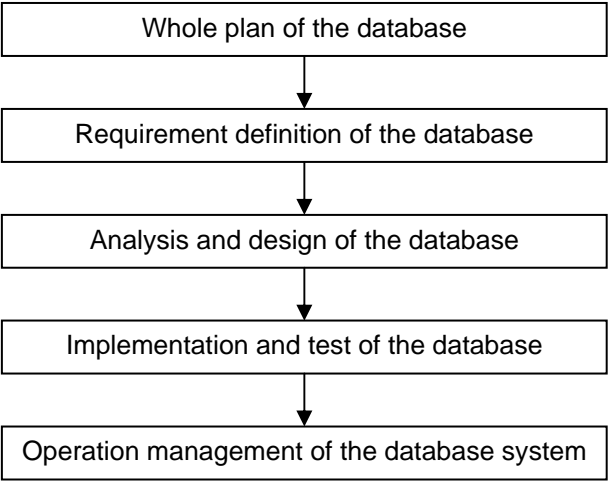 Whole plan of the database
Requirement definition of the database
Analysis and design of the database
Implementation and test of the database
Operation management of the database system